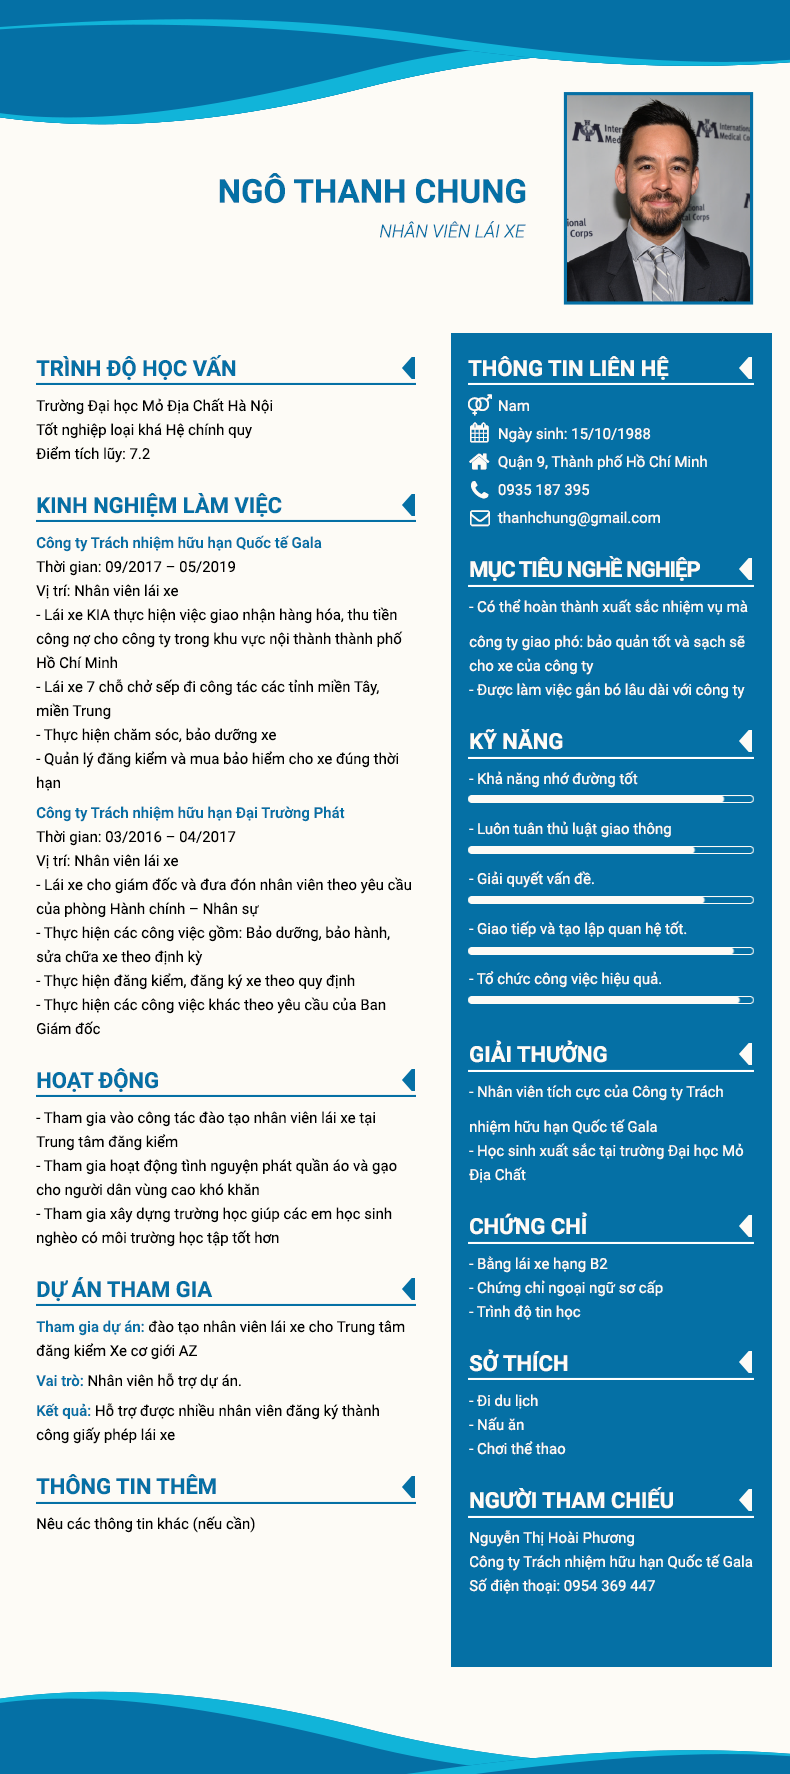 NGÔ THANH CHUNG
NHÂN VIÊN LÁI XE
International
Medical Co
ional
Corps
TRÌNH ĐỘ HỌC VẤN
Trường Đại học Mỏ Địa Chất Hà Nội
Tốt nghiệp loại khá Hệ chính quy
Điểm tích lũy: 7.2
KINH NGHIỆM LÀM VIỆC
Công ty Trách nhiệm hữu hạn Quốc tế Gala
Thời gian: 09/2017 – 05/2019
Vị trí: Nhân viên lái xe
- Lái xe KIA thực hiện việc giao nhận hàng hóa, thu tiền
công nợ cho công ty trong khu vực nội thành thành phố
Hồ Chí Minh
- Lái xe 7 chỗ chở sếp đi công tác các tỉnh miền Tây,
miền Trung
- Thực hiện chăm sóc, bảo dưỡng xe
- Quản lý đăng kiểm và mua bảo hiểm cho xe đúng thời
hạn
Công ty Trách nhiệm hữu hạn Đại Trường Phát
Thời gian: 03/2016 – 04/2017
Vị trí: Nhân viên lái xe
- Lái xe cho giám đốc và đưa đón nhân viên theo yêu cầu
của phòng Hành chính – Nhân sự
- Thực hiện các công việc gồm: Bảo dưỡng, bảo hành,
sửa chữa xe theo định kỳ
- Thực hiện đăng kiểm, đăng ký xe theo quy định
- Thực hiện các công việc khác theo yêu cầu của Ban
Giám đốc
HOẠT ĐỘNG
- Tham gia vào công tác đào tạo nhân viên lái xe tại
Trung tâm đăng kiểm
- Tham gia hoạt động tình nguyện phát quần áo và gạo
cho người dân vùng cao khó khăn
- Tham gia xây dựng trường học giúp các em học sinh
nghèo có môi trường học tập tốt hơn
DỰ ÁN THAM GIA
Tham gia dự án: đào tạo nhân viên lái xe cho Trung tâm
đăng kiểm Xe cơ giới AZ
Vai trò: Nhân viên hỗ trợ dự án.
Kết quả: Hỗ trợ được nhiều nhân viên đăng ký thành
công giấy phép lái xe
THÔNG TIN THÊM
Nêu các thông tin khác (nếu cần)
THÔNG TIN LIÊN HỆ
Nam
Ngày sinh: 15/10/1988
Quận 9, Thành phố Hồ Chí Minh
0935 187 395
thanhchung@gmail.com
MỤC TIÊU NGHỀ NGHIỆP
- Có thể hoàn thành xuất sắc nhiệm vụ mà
công ty giao phó: bảo quản tốt và sạch sẽ
cho xe của công ty
- Được làm việc gắn bó lâu dài với công ty
KỸ NĂNG
- Khả năng nhớ đường tốt
- Luôn tuân thủ luật giao thông
- Giải quyết vấn đề.
- Giao tiếp và tạo lập quan hệ tốt.
- Tổ chức công việc hiệu quả.
GIẢI THƯỞNG
- Nhân viên tích cực của Công ty Trách
nhiệm hữu hạn Quốc tế Gala
- Học sinh xuất sắc tại trường Đại học Mỏ
Địa Chất
CHỨNG CHỈ
- Bằng lái xe hạng B2
- Chứng chỉ ngoại ngữ sơ cấp
- Trình độ tin học
SỞ THÍCH
- Đi du lịch
- Nấu ăn
- Chơi thể thao
NGƯỜI THAM CHIẾU
Nguyễn Thị Hoài Phương
Công ty Trách nhiệm hữu hạn Quốc tế Gala
Số điện thoại: 0954 369 447